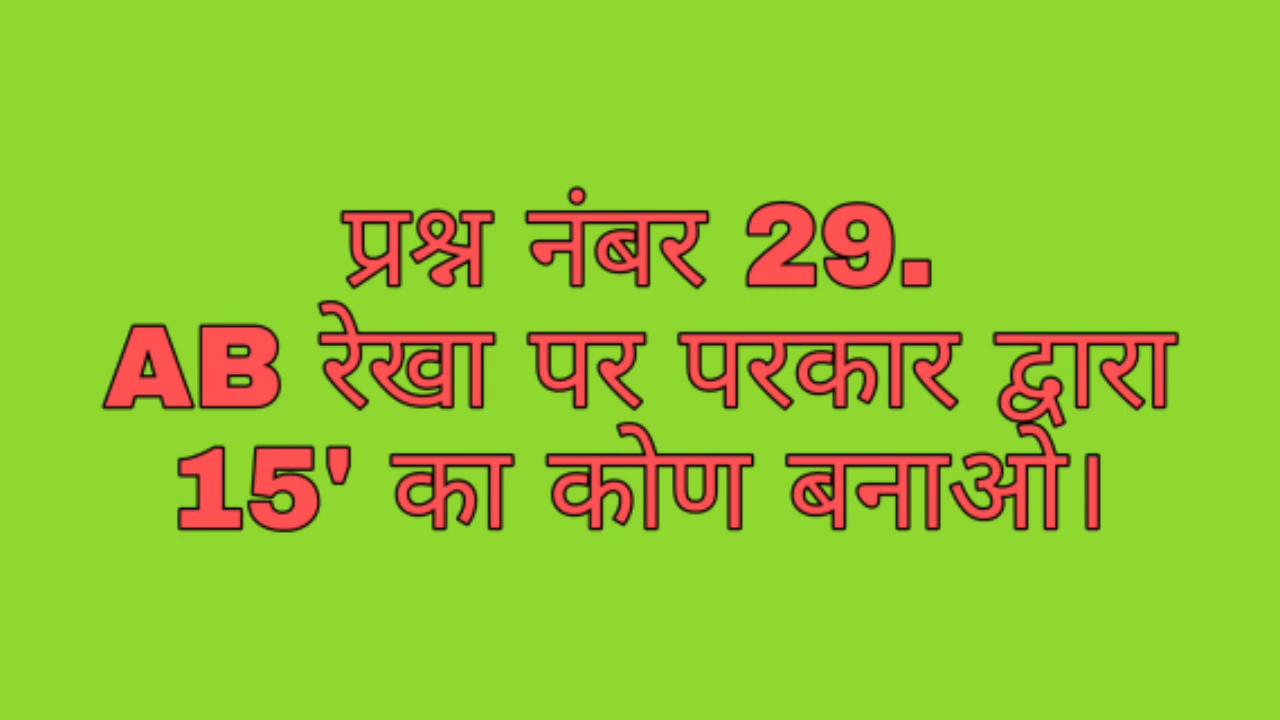 प्रश्न नंबर 29.
AB रेखा पर परकार द्वारा
15' का कोण बनाओ।